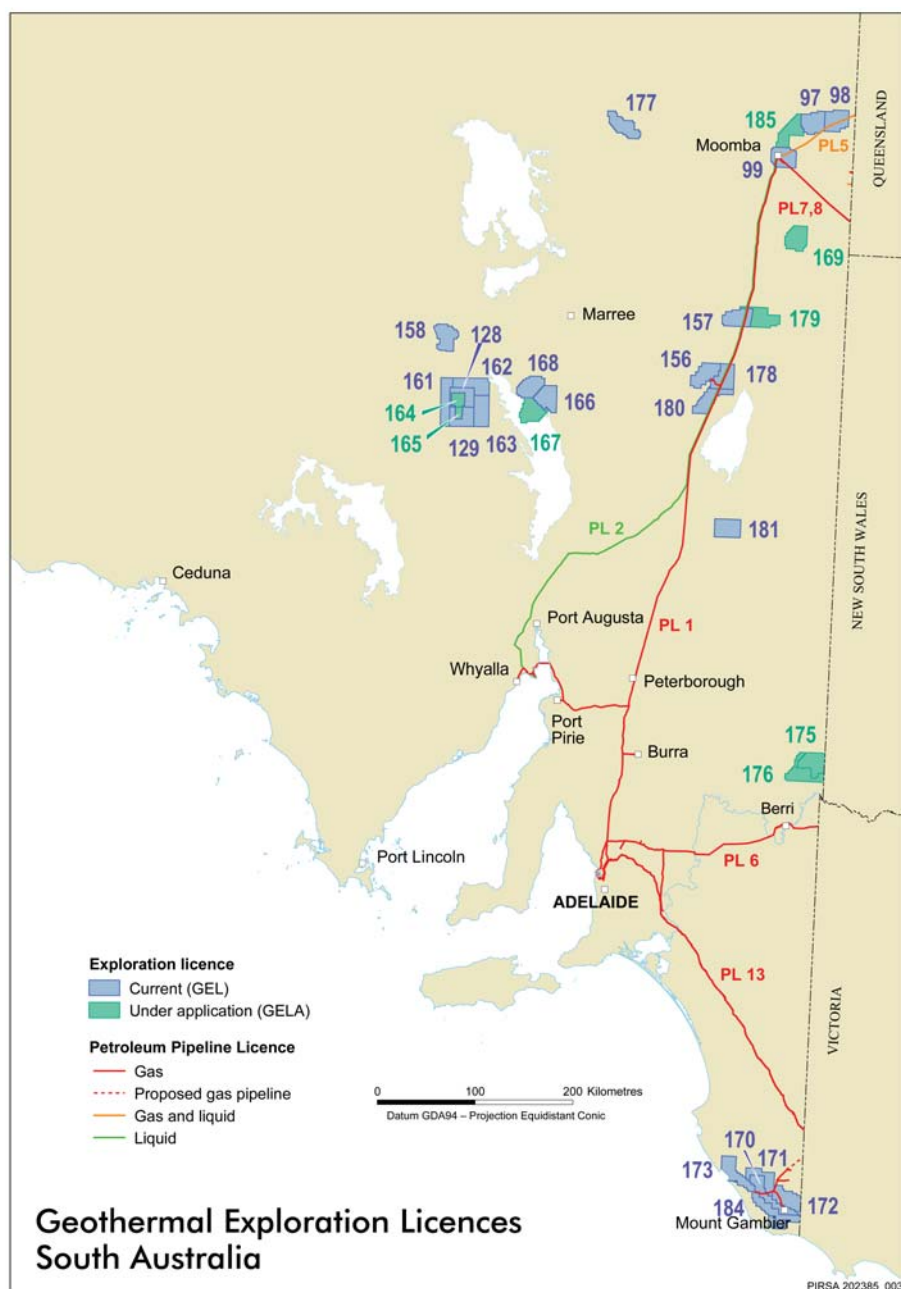 177
97
98
185
Moomba
PL5
99
QUEENSLAND
PL7,8
169
Marree
157
179
158
128
162
168
156
178
161
164
166
180
165
129
163
167
PL 2
181
Ceduna
NEW SOUTH WALES
Port Augusta
PL 1
Whyalla
Peterborough
Port
Pirie
Burra
175
176
Berri
Port Lincoln
PL 6
ADELAIDE
PL 13
VICTORIA
Exploration licence
Current (GEL)
Under application (GELA)
Petroleum Pipeline Licence
Gas
Proposed gas pipeline
Gas and liquid
Liquid
0 100 200 Kilometres
Datum GDA94 – Projection Equidistant Conic
170
171
173
184
172
Mount Gambier
Geothermal Exploration Licences
South Australia
PIRSA 202385_003